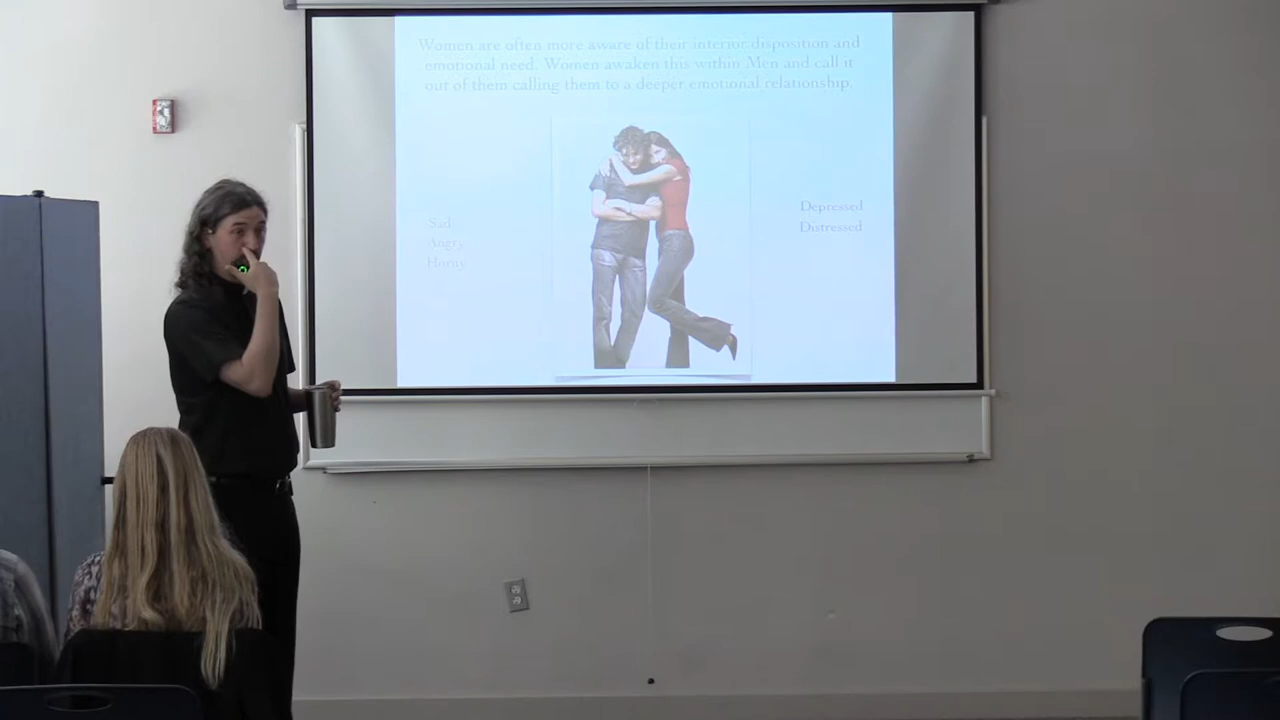 Women are often more aware of their interior disposition and
emotional need. Women awaken this within Men and call it
out of them calling them to a deeper emotional relationship.
Sad
Angry
Horny
Depressed
Distressed